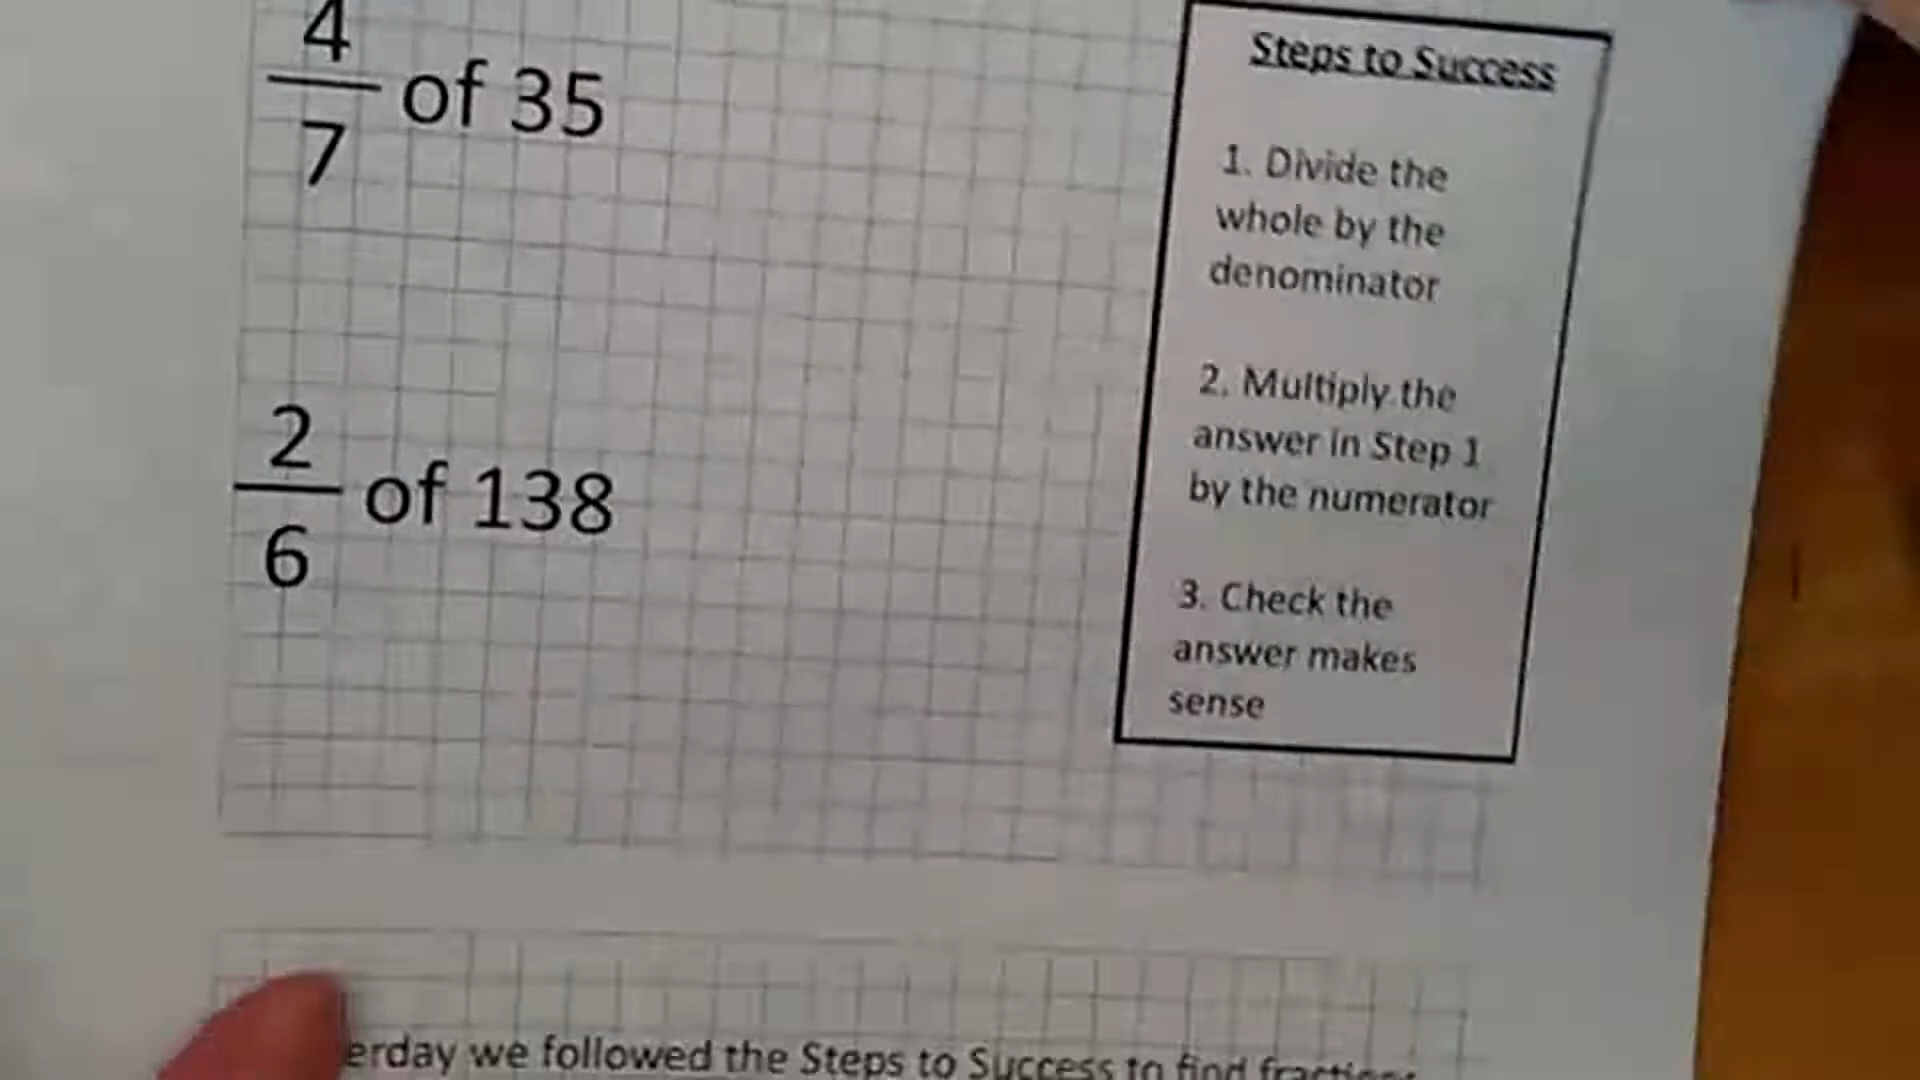 4
7 of 35
2
6 of 138
Steps to Success
1. Divide the
whole by the
denominator
2. Multiply the
answer in Step 1
by the numerator
3. Check the
answer makes
sense
erday we followed the Steps to Success to find fractions